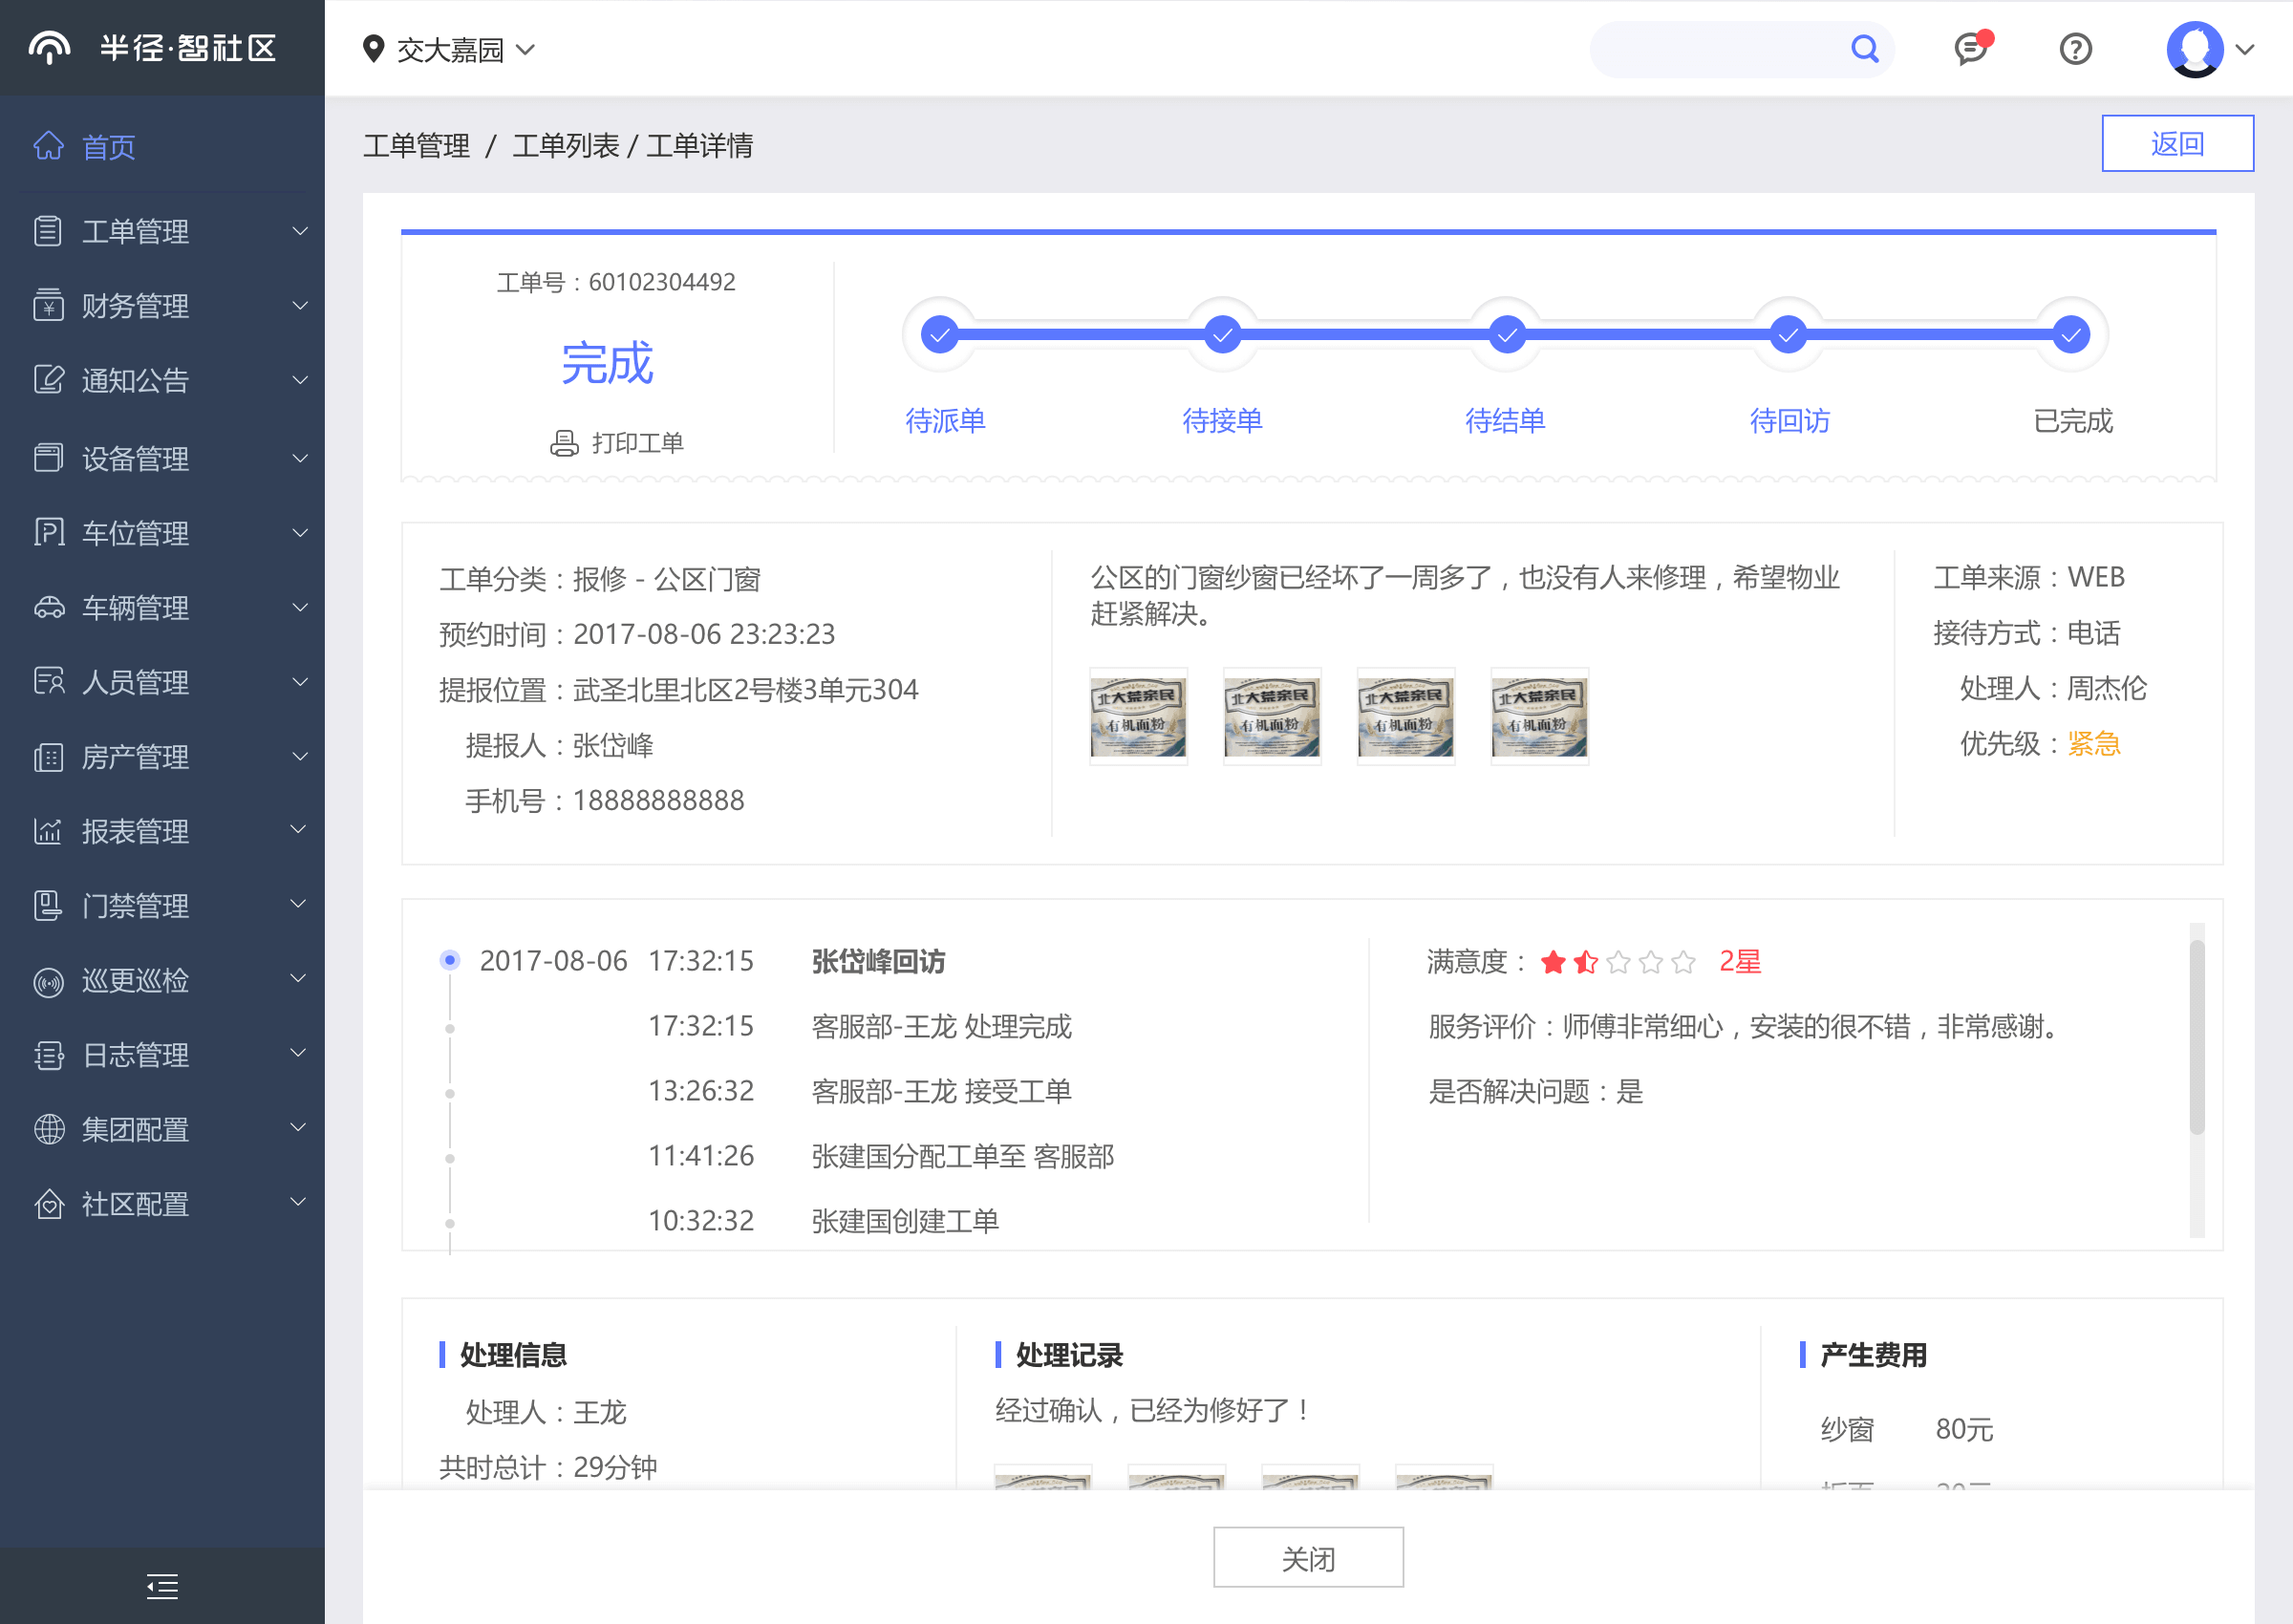 半径·智社区
交大嘉园
首页
工单管理
财务管理
通知公告
设备管理
车位管理
车辆管理
人员管理
房产管理
报表管理
门禁管理
巡更巡检
日志管理
集团配置
社区配置
工单管理 / 工单列表 / 工单详情
返回
工单号：60102304492
完成
打印工单
待派单
待接单
待结单
待回访
已完成
工单分类：报修 - 公区门窗
预约时间：2017-08-06 23:23:23
提报位置：武圣北里北区2号楼3单元304
提报人：张岱峰
手机号：18888888888
公区的门窗纱窗已经坏了一周多了，也没有人来修理，希望物业
赶紧解决。
北大荒亲民
有机面粉
北大荒亲民
有机面粉
北大荒亲民
有机面粉
北大荒亲民
有机面粉
工单来源：WEB
接待方式：电话
处理人：周杰伦
优先级：紧急
2017-08-06 17:32:15 张岱峰回访
17:32:15 客服部-王龙 处理完成
13:26:32 客服部-王龙 接受工单
11:41:26 张建国分配工单至 客服部
10:32:32 张建国创建工单
满意度： 2星
服务评价：师傅非常细心，安装的很不错，非常感谢。
是否解决问题：是
处理信息
处理人：王龙
共时总计：29分钟
处理记录
经过确认，已经为修好了！
产生费用
纱窗 80元
关闭